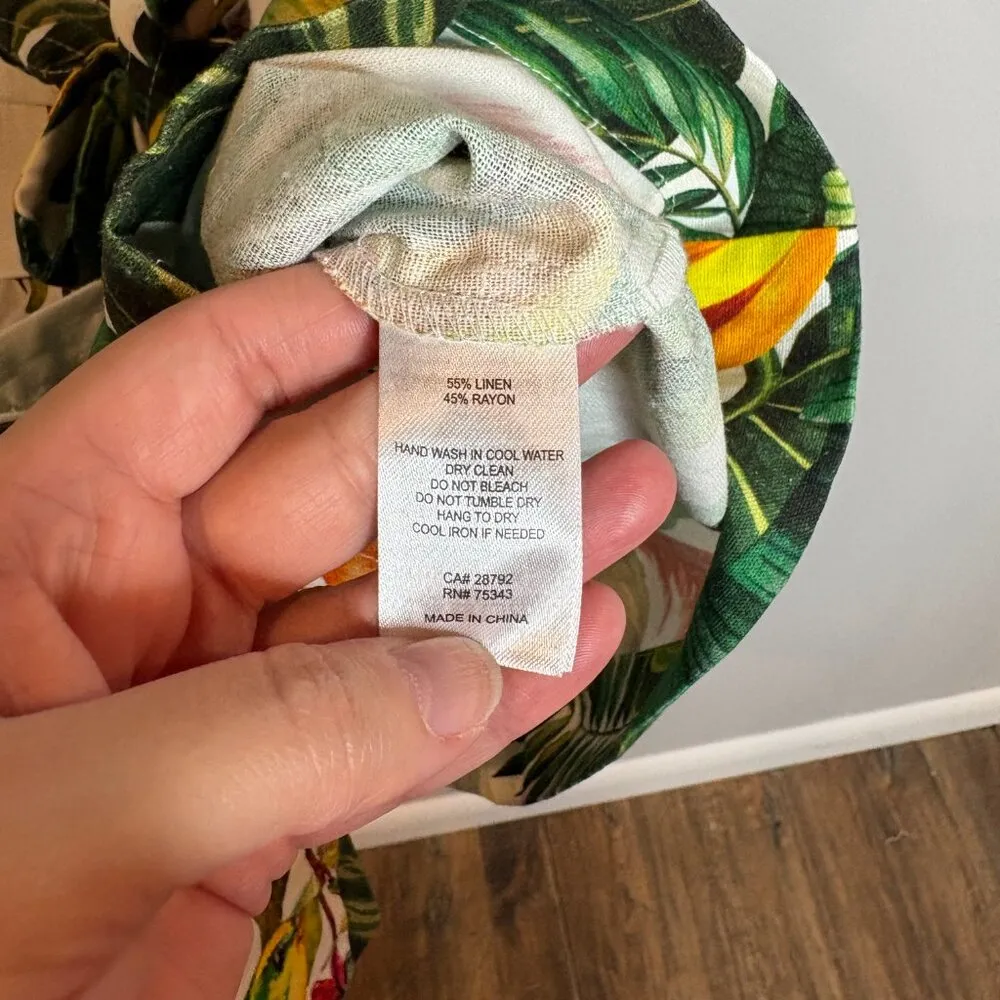 55% LINEN
45% RAYON
HAND WASH IN COOL WATER
DRY CLEAN
DO NOT BLEACH
DO NOT TUMBLE DRY
HANG TO DRY
COOL IRON IF NEEDED
CA# 28792
RN# 75343
MADE IN CHINA